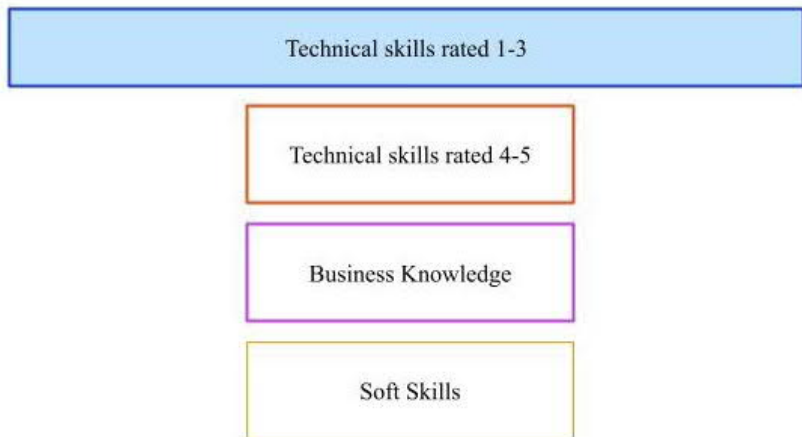 Technical skills rated 1-3
Technical skills rated 4-5
Business Knowledge
Soft Skills